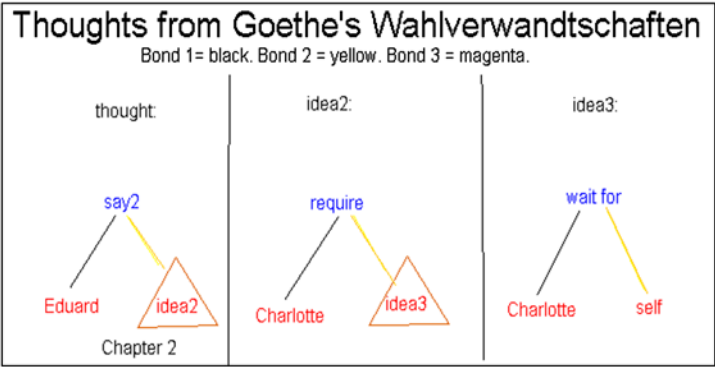 Thoughts from Goethe's Wahlverwandtschaften
Bond 1= black. Bond 2 = yellow. Bond 3 = magenta.
thought:
say2
Eduard
idea2
Chapter 2
idea2:
require
Charlotte
idea3
idea3:
wait for
Charlotte
self